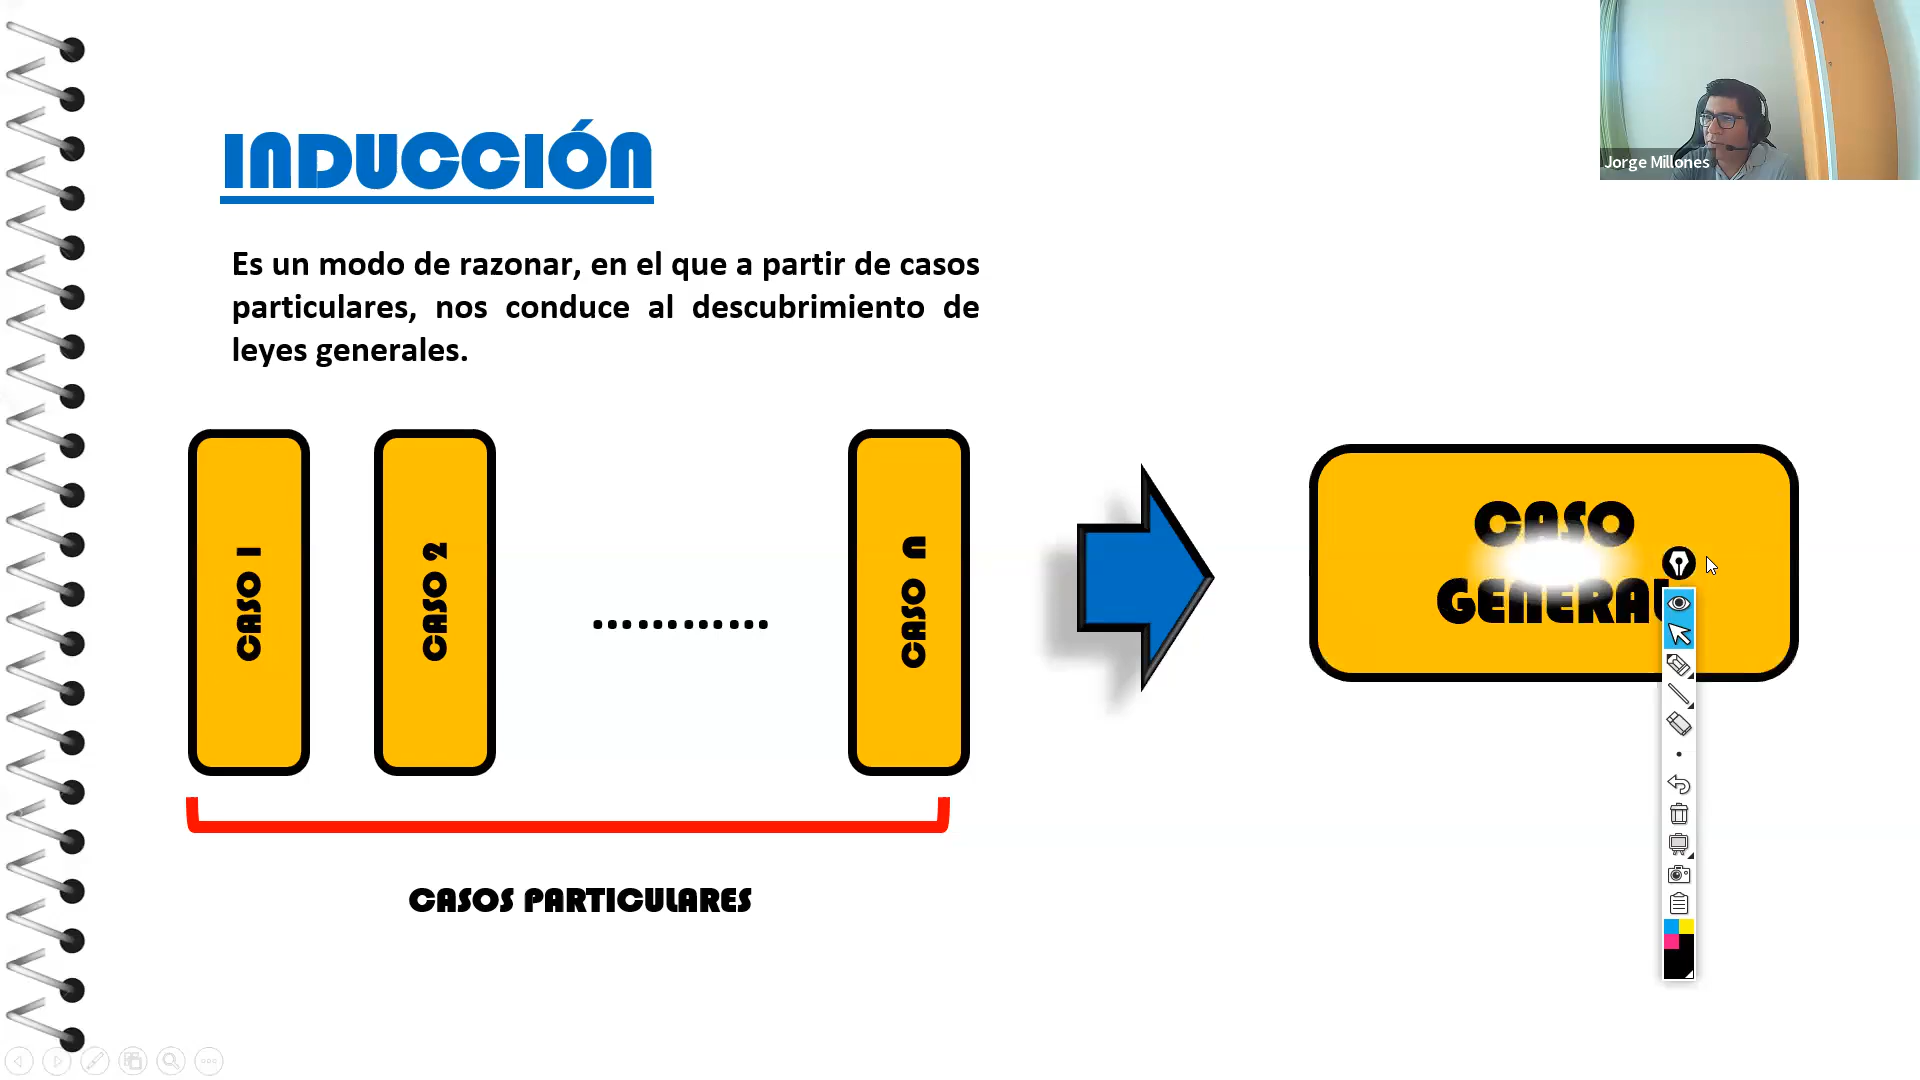 INDUCCIÓN
Es un modo de razonar, en el que a partir de casos
particulares, nos conduce al descubrimiento de
leyes generales.
CASO 1
CASO 2
............
CASO n
CASO
GENERAL
CASOS PARTICULARES
Jorge Millones